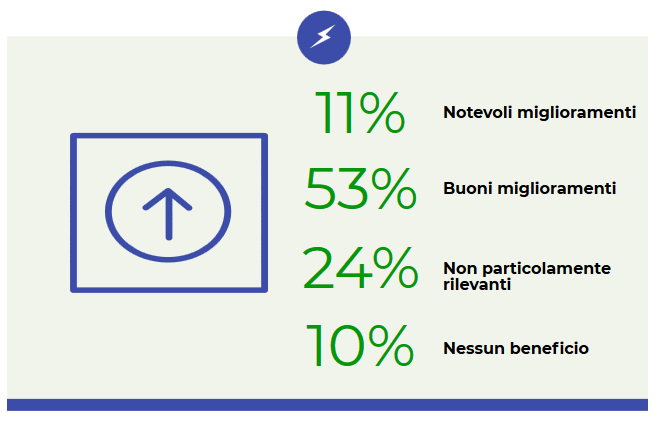 11% Notevoli miglioramenti
53% Buoni miglioramenti
24% Non particolamente
rilevanti
10% Nessun beneficio